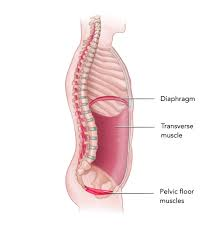 Diaphragm
Transverse
muscle
Pelvic floor
muscles